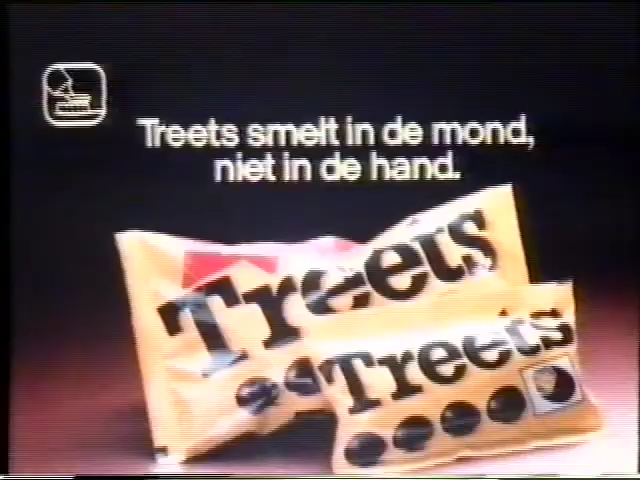 Treets smelt in de mond,
niet in de hand.
Treets
Treets